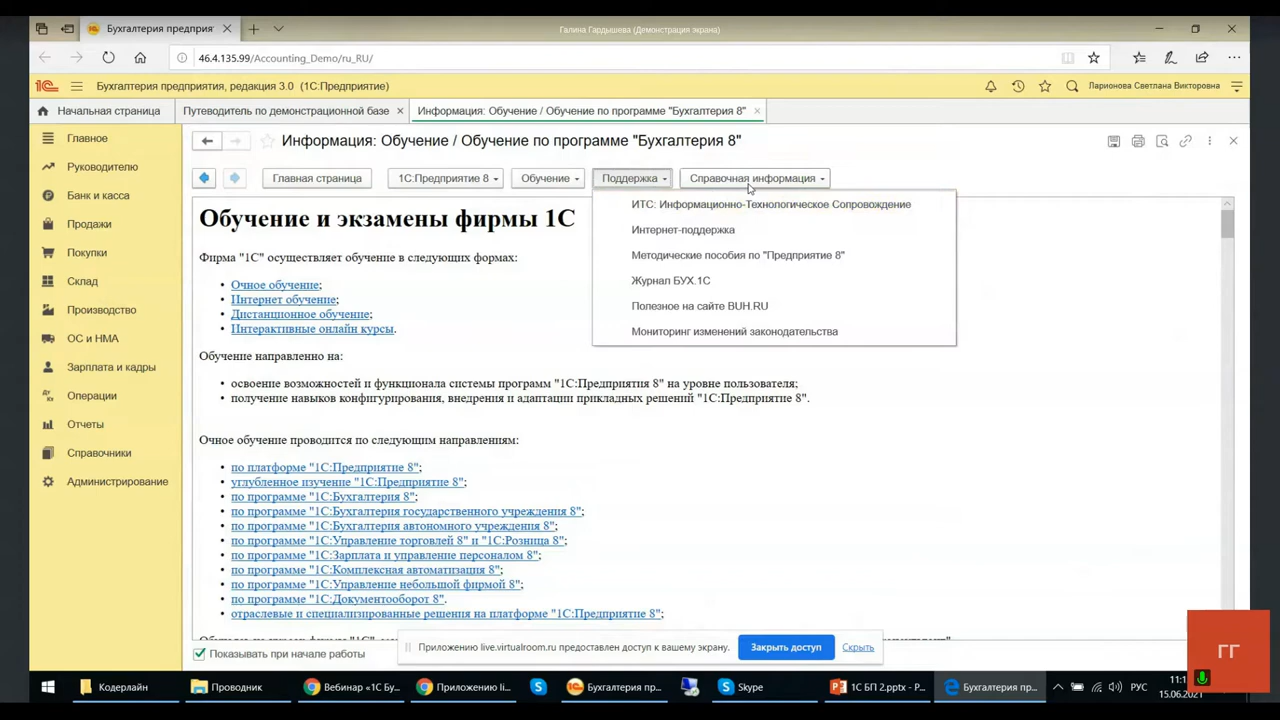 Бухгалтерия предприя
Галина Гардышева (Демонстрация экрана)
46.4.135.99/Accounting_Demo/ru_RU/
1С Бухгалтерия предприятия, редакция 3.0 (1С:Предприятие)
Ларионова Светлана Викторовна
Начальная страница
Путеводитель по демонстрационной базе
Информация: Обучение / Обучение по программе "Бухгалтерия 8"
Главное
Руководителю
Банк и касса
Продажи
Покупки
Склад
Производство
ОС и НМА
Зарплата и кадры
Операции
Отчеты
Справочники
Администрирование
Информация: Обучение / Обучение по программе "Бухгалтерия 8"
Главная страница
1С:Предприятие 8
Обучение
Поддержка
Справочная информация
ИТС: Информационно-Технологическое Сопровождение
Интернет-поддержка
Методические пособия по "Предприятие 8"
Журнал БУХ.1С
Полезное на сайте BUH.RU
Мониторинг изменений законодательства
Обучение и экзамены фирмы 1С
Фирма "1С" осуществляет обучение в следующих формах:
• Очное обучение;
• Интернет обучение;
• Дистанционное обучение;
• Интерактивные онлайн курсы.
Обучение направленно на:
• освоение возможностей и функционала системы программ "1С:Предприятия 8" на уровне пользователя;
• получение навыков конфигурирования, внедрения и адаптации прикладных решений "1С:Предприятие 8".
Очное обучение проводится по следующим направлениям:
• по платформе "1С:Предприятие 8";
• углубленное изучение "1С:Предприятие 8";
• по программе "1С:Бухгалтерия 8";
• по программе "1С:Бухгалтерия государственного учреждения 8";
• по программе "1С:Бухгалтерия автономного учреждения 8";
• по программе "1С:Управление торговлей 8" и "1С:Розница 8";
• по программе "1С:Зарплата и управление персоналом 8";
• по программе "1С:Комплексная автоматизация 8";
• по программе "1С:Управление небольшой фирмой 8";
• по программе "1С:Документооборот 8".
• отраслевые и специализированные решения на платформе "1С:Предприятие 8";
Приложению live.virtualroom.ru предоставлен доступ к вашему экрану.
Закрыть доступ
Скрыть
Показывать при начале работы
ГГ
Кодерлайн
Проводник
Вебинар «1С Бу...
Приложению li...
Бухгалтерия пр...
Skype
1С БП 2.pptx - P...
Бухгалтерия пр...
РУС
15.06.202